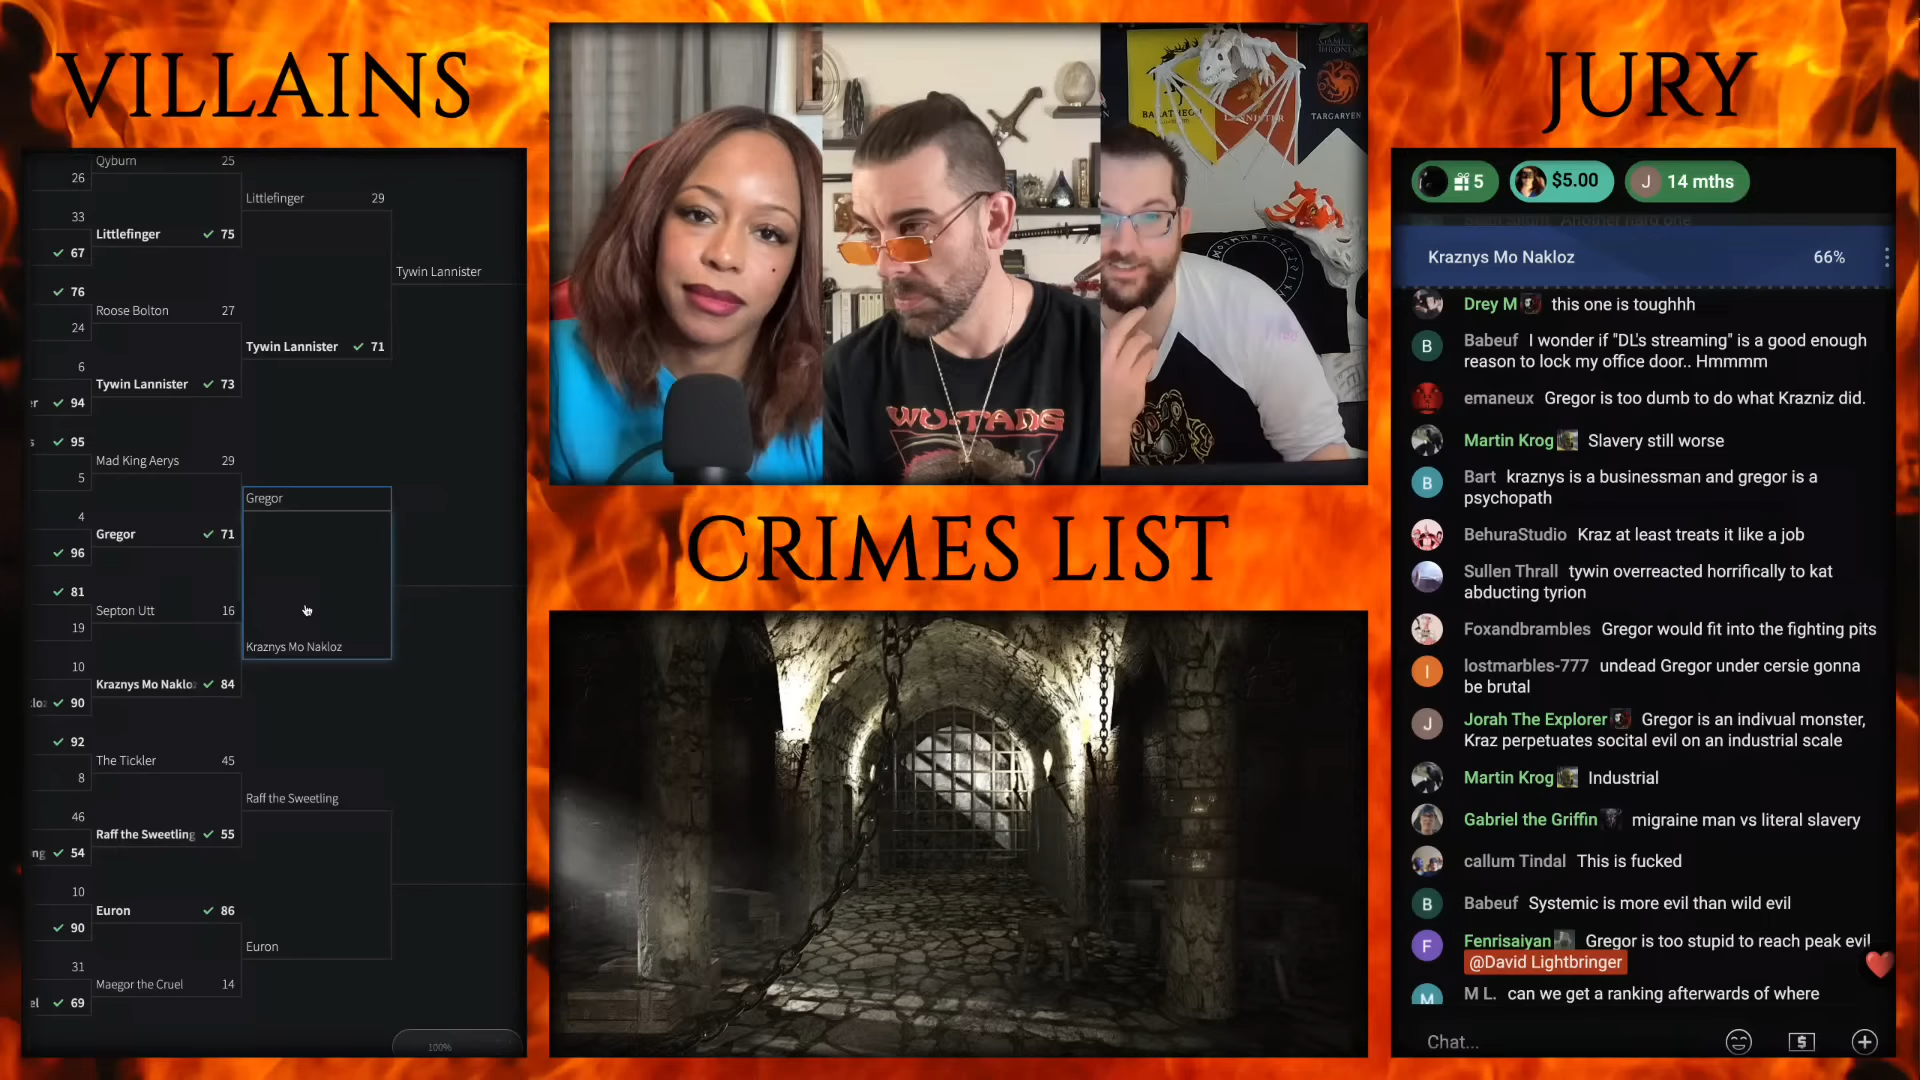 VILLAINS
26
33
67
76
24
6
er 94
s 95
5
4
96
81
19
10
90
92
8
46
ng 54
10
90
31
el 69
Qyburn 25
Littlefinger 75
Roose Bolton 27
Tywin Lannister 73
Mad King Aerys 29
Gregor 71
Septon Utt 16
Kraznys Mo Naklo 84
The Tickler 45
Raff the Sweetling 55
Euron 86
Maegor the Cruel 14
Littlefinger 29
Tywin Lannister 71
Gregor
Kraznys Mo Nakloz
Raff the Sweetling
Euron
Tywin Lannister
100%
BARATHEON
LANNISTER
GAME
THRONES
TARGARYEN
WU-TANG
CRIMES LIST
JURY
5
$5.00
J 14 mths
Another hard one
Kraznys Mo Nakloz 66%
Drey M this one is toughhh
B Babeuf I wonder if "DL's streaming" is a good enough
reason to lock my office door.. Hmmmm
emaneux Gregor is too dumb to do what Krazniz did.
Martin Krog Slavery still worse
B Bart kraznys is a businessman and gregor is a
psychopath
BehuraStudio Kraz at least treats it like a job
Sullen Thrall tywin overreacted horrifically to kat
abducting tyrion
Foxandbrambles Gregor would fit into the fighting pits
l lostmarbles-777 undead Gregor under cersie gonna
be brutal
J Jorah The Explorer Gregor is an indivual monster,
Kraz perpetuates socital evil on an industrial scale
Martin Krog Industrial
Gabriel the Griffin migraine man vs literal slavery
callum Tindal This is fucked
B Babeuf Systemic is more evil than wild evil
F Fenrisaiyan Gregor is too stupid to reach peak evil
@David Lightbringer
M M L. can we get a ranking afterwards of where
Chat...